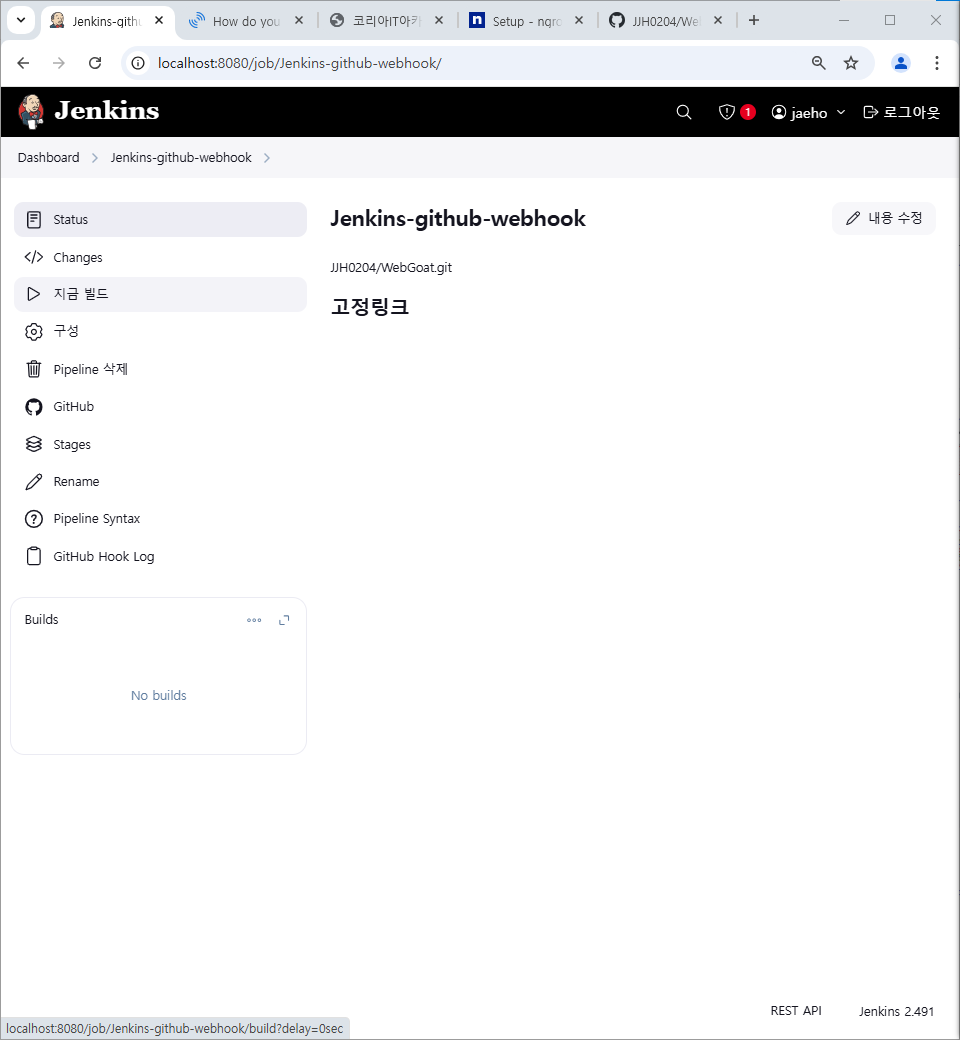 Jenkins-githu
How do you
코리아IT아카
Setup - ngro
JJH0204/We
localhost:8080/job/Jenkins-github-webhook/
Jenkins
1
jaeho
로그아웃
Dashboard
Jenkins-github-webhook
Status
Changes
지금 빌드
구성
Pipeline 삭제
GitHub
Stages
Rename
Pipeline Syntax
GitHub Hook Log
Builds
No builds
Jenkins-github-webhook
내용 수정
JJH0204/WebGoat.git
고정링크
REST API
Jenkins 2.491
localhost:8080/job/Jenkins-github-webhook/build?delay=0sec